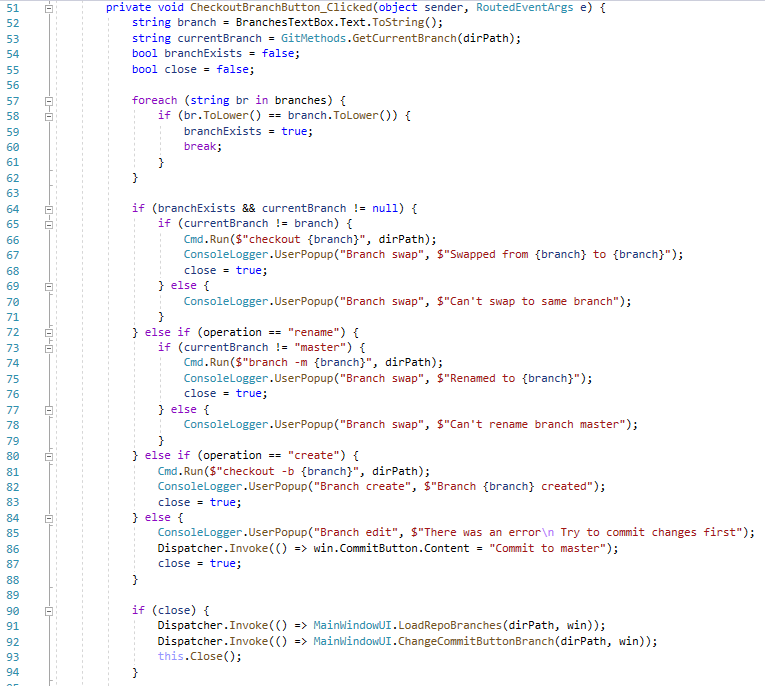 51 private void CheckoutBranchButton_Clicked(object sender, RoutedEventArgs e) {
52 string branch = BranchesTextBox.Text.ToString();
53 string currentBranch = GitMethods.GetCurrentBranch(dirPath);
54 bool branchExists = false;
55 bool close = false;
56
57 foreach (string br in branches) {
58 if (br.ToLower() == branch.ToLower()) {
59 branchExists = true;
60 break;
61 }
62 }
63
64 if (branchExists && currentBranch != null) {
65 if (currentBranch != branch) {
66 Cmd.Run($"checkout {branch}", dirPath);
67 ConsoleLogger.UserPopup("Branch swap", $"Swapped from {branch} to {branch}");
68 close = true;
69 } else {
70 ConsoleLogger.UserPopup("Branch swap", $"Can't swap to same branch");
71 }
72 } else if (operation == "rename") {
73 if (currentBranch != "master") {
74 Cmd.Run($"branch -m {branch}", dirPath);
75 ConsoleLogger.UserPopup("Branch swap", $"Renamed to {branch}");
76 close = true;
77 } else {
78 ConsoleLogger.UserPopup("Branch swap", $"Can't rename branch master");
79 }
80 } else if (operation == "create") {
81 Cmd.Run($"checkout -b {branch}", dirPath);
82 ConsoleLogger.UserPopup("Branch create", $"Branch {branch} created");
83 close = true;
84 } else {
85 ConsoleLogger.UserPopup("Branch edit", $"There was an error\n Try to commit changes first");
86 Dispatcher.Invoke(() => win.CommitButton.Content = "Commit to master");
87 close = true;
88 }
89
90 if (close) {
91 Dispatcher.Invoke(() => MainWindowUI.LoadRepoBranches(dirPath, win));
92 Dispatcher.Invoke(() => MainWindowUI.ChangeCommitButtonBranch(dirPath, win));
93 this.Close();
94 }